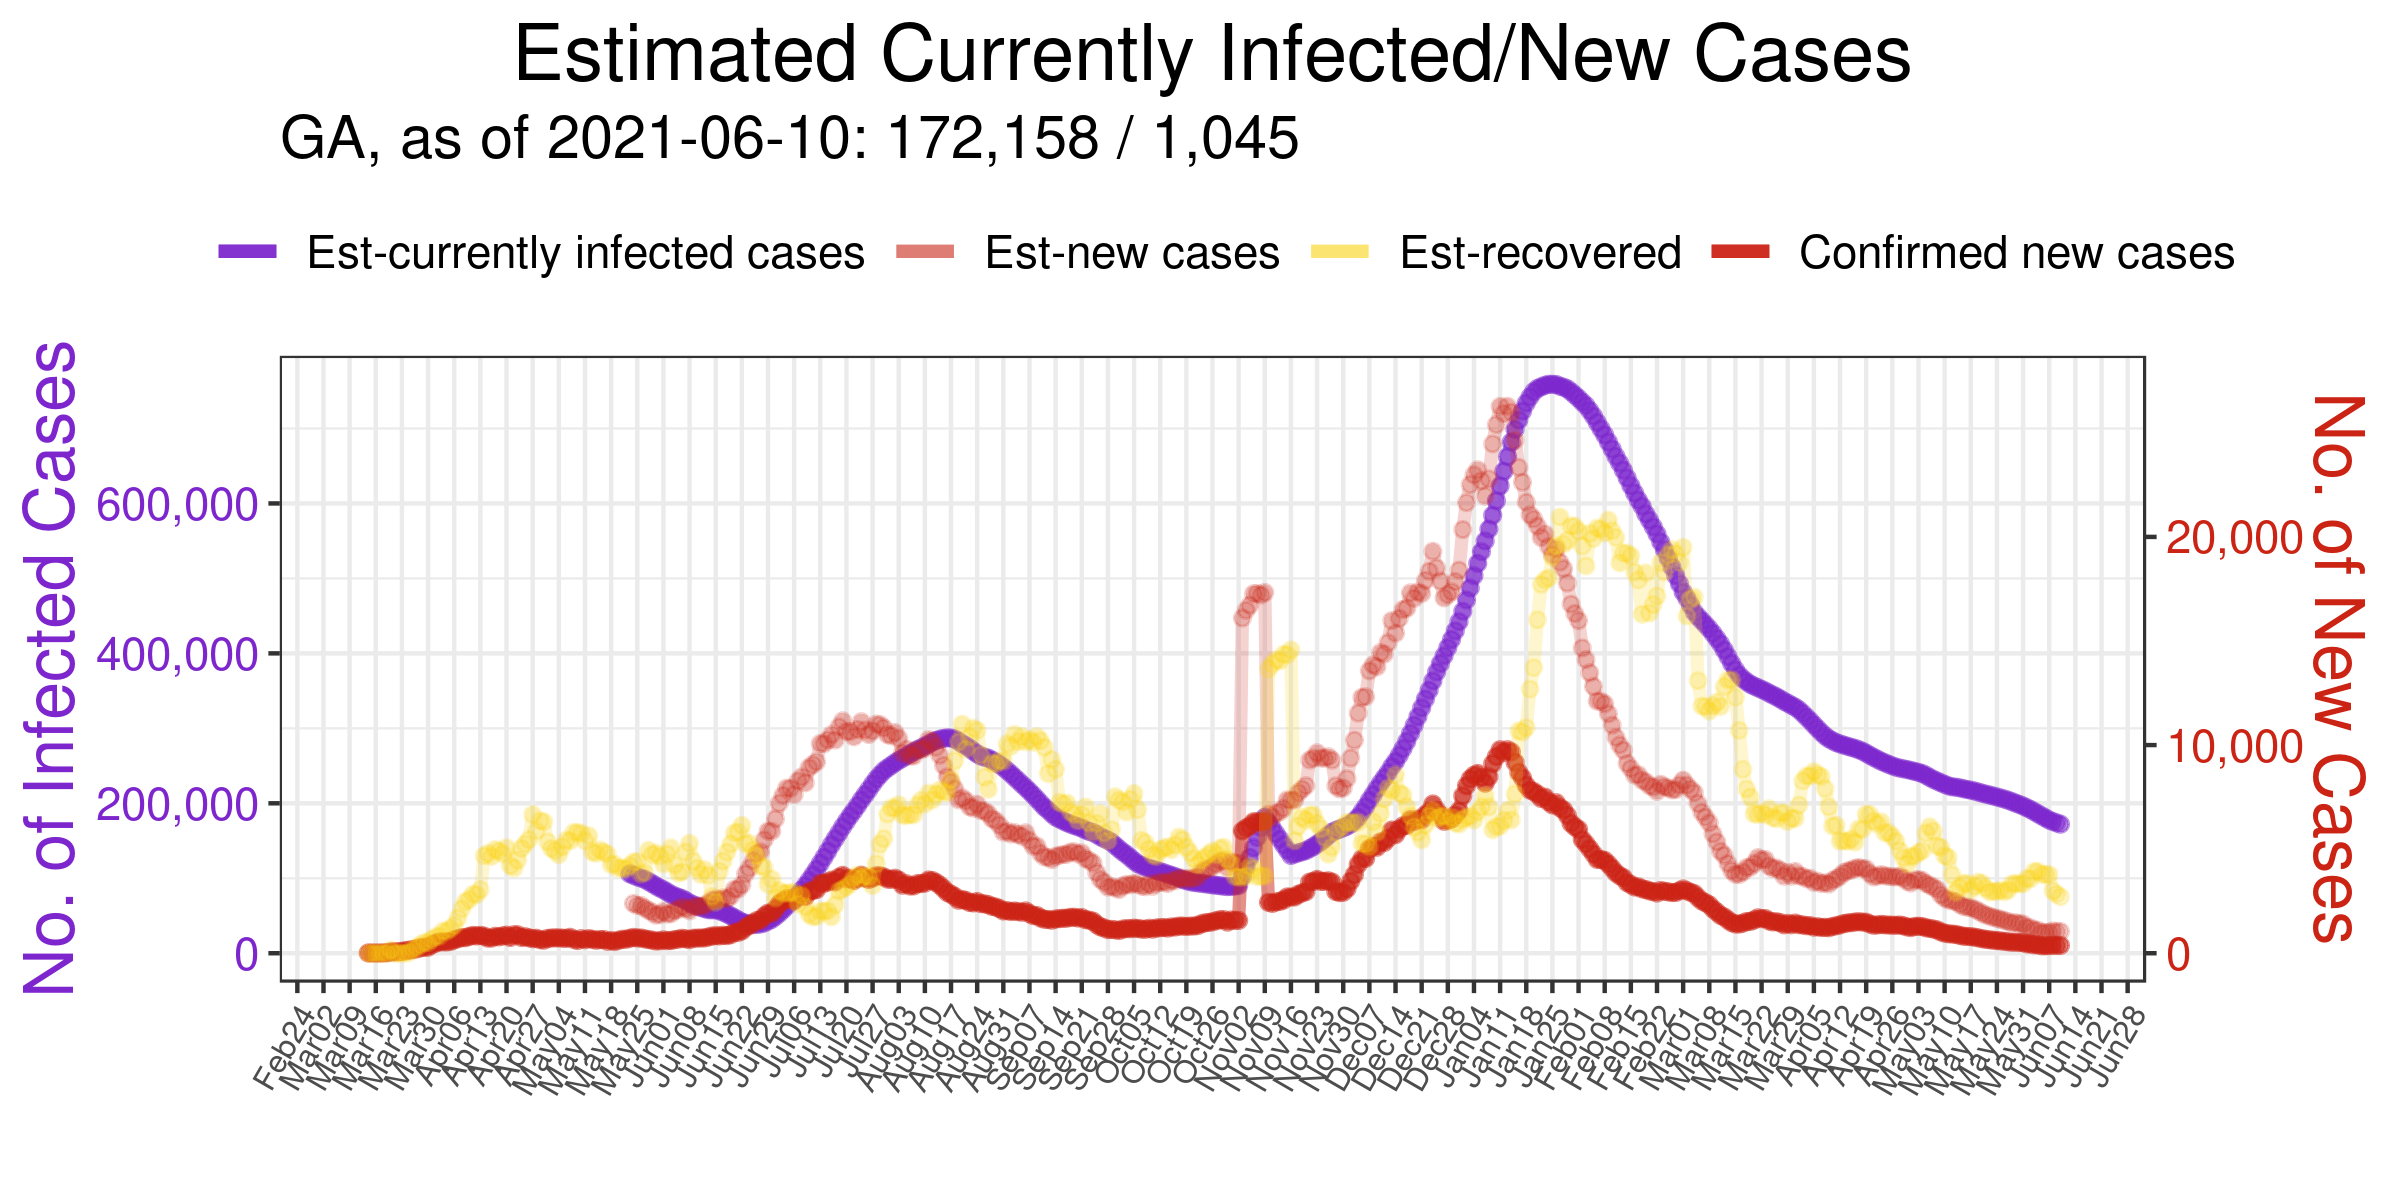 Estimated Currently Infected/New Cases
GA, as of 2021-06-10: 172,158 / 1,045
Est-currently infected cases Est-new cases Est-recovered Confirmed new cases
No. of Infected Cases
600,000
400,000
200,000
0
20,000
10,000
0
No. of New Cases
Feb24
Mar02
Mar09
Mar16
Mar23
Mar30
Apr06
Apr13
Apr20
Apr27
May04
May11
May18
May25
Jun01
Jun08
Jun15
Jun22
Jun29
Jul06
Jul13
Jul20
Jul27
Aug03
Aug10
Aug17
Aug24
Aug31
Sep07
Sep14
Sep21
Sep28
Oct05
Oct12
Oct19
Oct26
Nov02
Nov09
Nov16
Nov23
Nov30
Dec07
Dec14
Dec21
Dec28
Jan04
Jan11
Jan18
Jan25
Feb01
Feb08
Feb15
Feb22
Mar01
Mar08
Mar15
Mar22
Mar29
Apr05
Apr12
Apr19
Apr26
May03
May10
May17
May24
May31
Jun07
Jun14
Jun21
Jun28